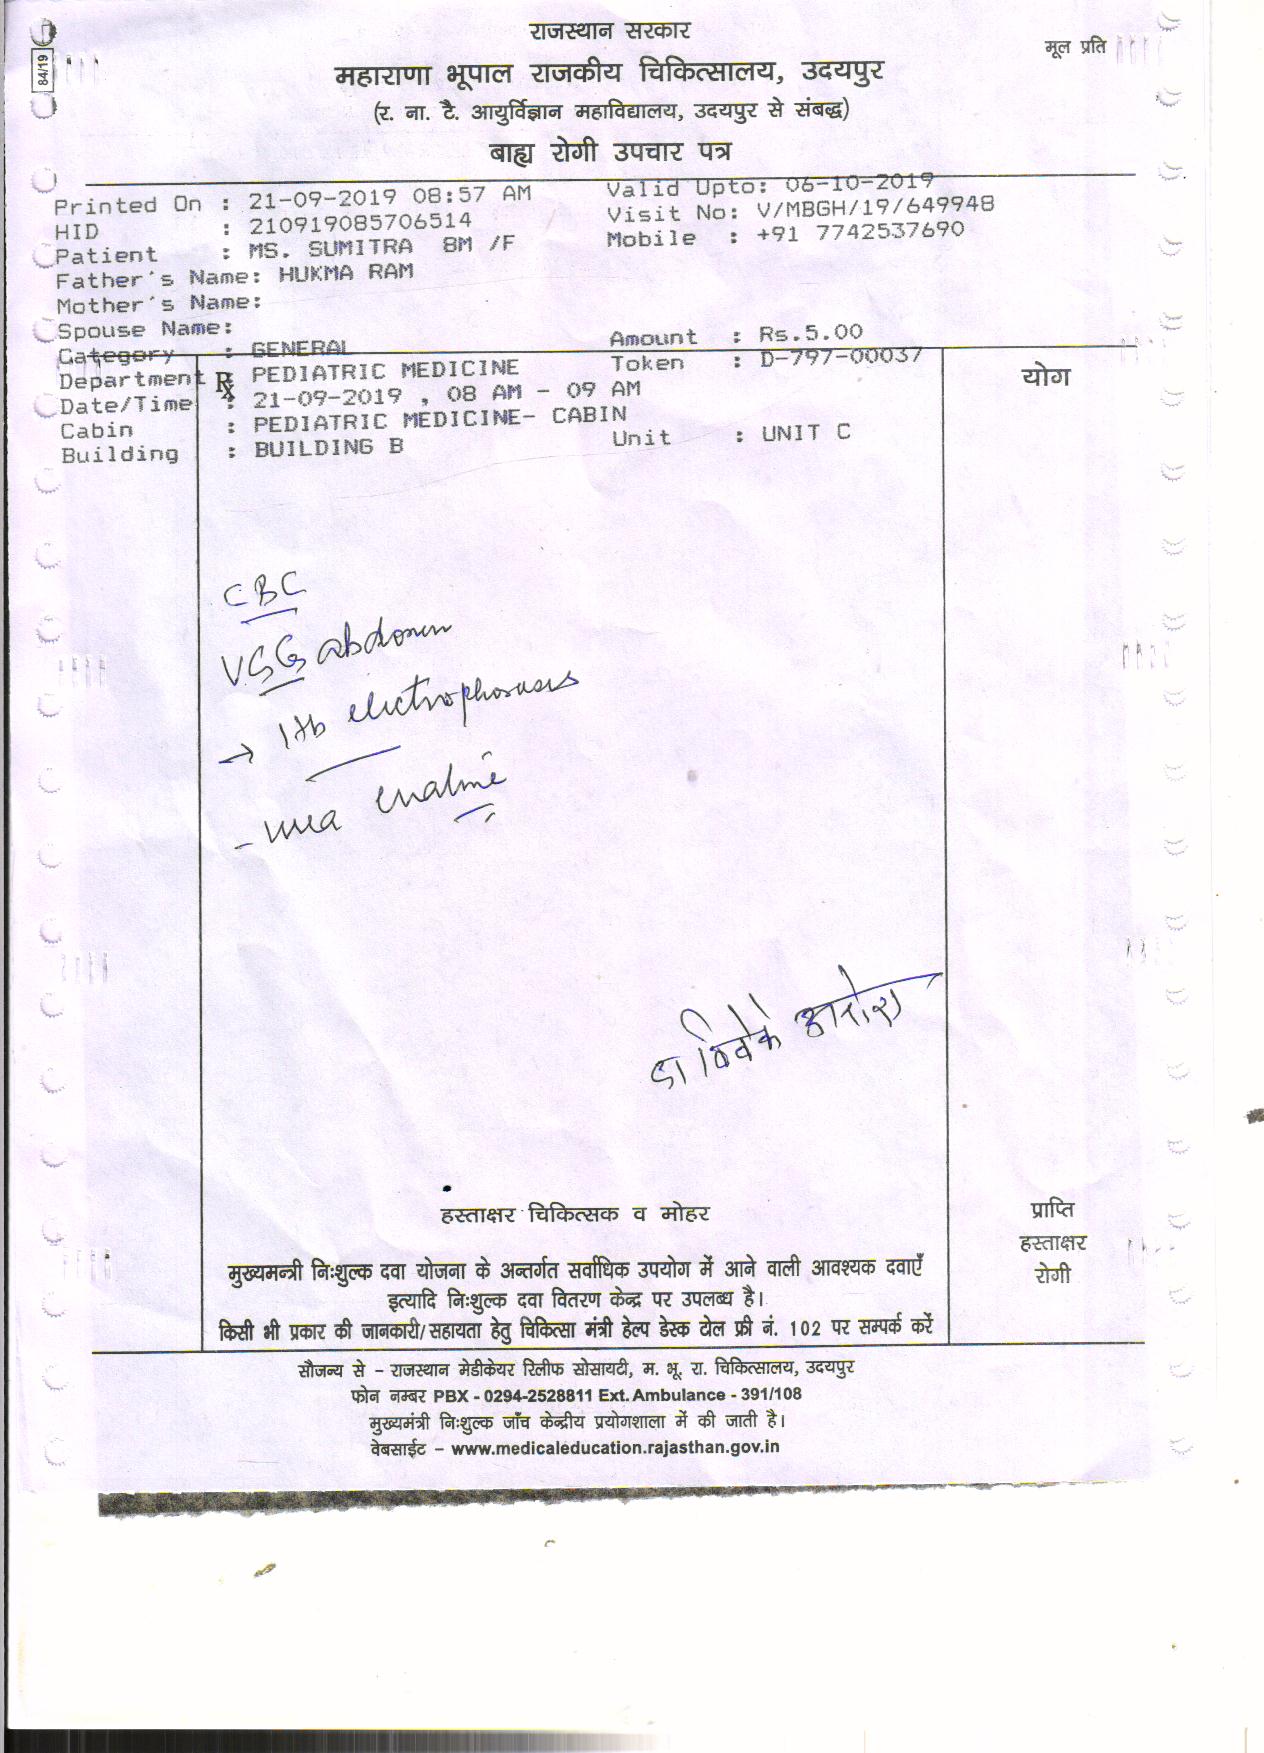 84/19
राजस्थान सरकार
मूल प्रति
महाराणा भूपाल राजकीय चिकित्सालय, उदयपुर
(र. ना. टै. आयुर्विज्ञान महाविद्यालय, उदयपुर से संबद्ध)
बाह्य रोगी उपचार पत्र
Printed On : 21-09-2019 08:57 AM Valid Upto: 06-10-2019
HID : 210919085706514 Visit No: V/MBGH/19/649948
Patient : MS. SUMITRA 8M /F Mobile : +91 7742537690
Father's Name: HUKMA RAM
Mother's Name:
Spouse Name:
Category : GENERAL Amount : Rs.5.00
Department : PEDIATRIC MEDICINE Token : D-797-00037
Rx
योग
Date/Time : 21-09-2019 , 08 AM - 09 AM
Cabin : PEDIATRIC MEDICINE- CABIN
Building : BUILDING B Unit : UNIT C
CBC
USG abdomen
→ Hb electrophoresis
- urea
डा विवेक अरोरा
हस्ताक्षर चिकित्सक व मोहर
प्राप्ति
हस्ताक्षर
रोगी
मुख्यमन्त्री निःशुल्क दवा योजना के अन्तर्गत सर्वाधिक उपयोग में आने वाली आवश्यक दवाएँ
इत्यादि निःशुल्क दवा वितरण केन्द्र पर उपलब्ध है।
किसी भी प्रकार की जानकारी/सहायता हेतु चिकित्सा मंत्री हेल्प डेस्क टोल फ्री नं. 102 पर सम्पर्क करें
सौजन्य से - राजस्थान मेडीकेयर रिलीफ सोसायटी, म. भू. रा. चिकित्सालय, उदयपुर
फोन नम्बर PBX - 0294-2528811 Ext. Ambulance - 391/108
मुख्यमंत्री निःशुल्क जाँच केन्द्रीय प्रयोगशाला में की जाती है।
वेबसाईट - www.medicaleducation.rajasthan.gov.in